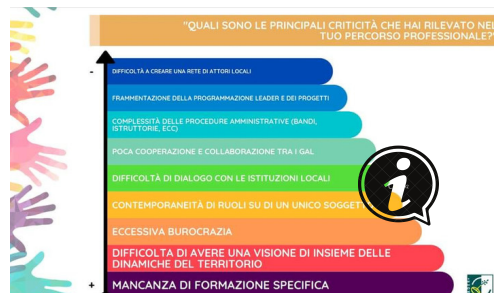 "QUALI SONO LE PRINCIPALI CRITICITÀ CHE HAI RILEVATO NEL
TUO PERCORSO PROFESSIONALE?"
-
DIFFICOLTÀ A CREARE UNA RETE DI ATTORI LOCALI
FRAMMENTAZIONE DELLA PROGRAMMAZIONE LEADER E DEI PROGETTI
COMPLESSITÀ DELLE PROCEDURE AMMINISTRATIVE (BANDI,
ISTRUTTORIE, ECC)
POCA COOPERAZIONE E COLLABORAZIONE TRA I GAL
DIFFICOLTÀ DI DIALOGO CON LE ISTITUZIONI LOCALI
CONTEMPORANEITÀ DI RUOLI SU DI UN UNICO SOGGET
ECCESSIVA BUROCRAZIA
DIFFICOLTA DI AVERE UNA VISIONE DI INSIEME DELLE
DINAMICHE DEL TERRITORIO
+
MANCANZA DI FORMAZIONE SPECIFICA